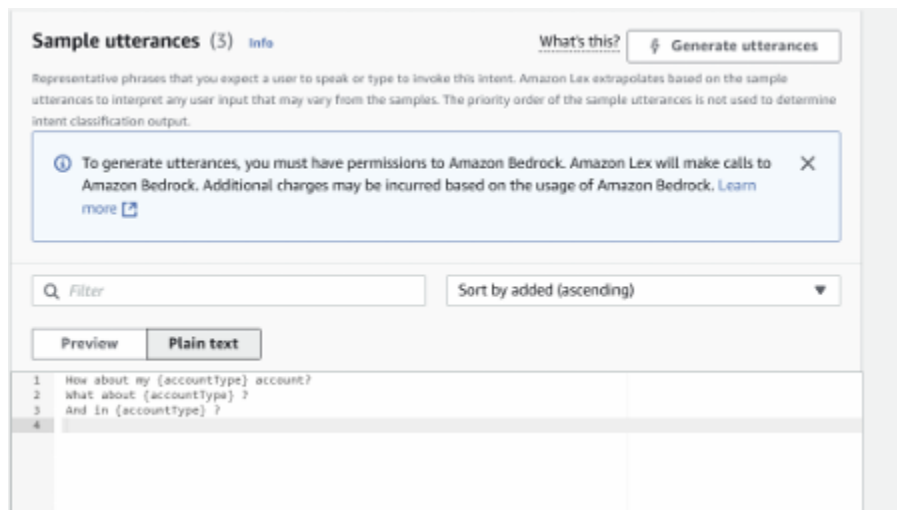 Sample utterances (3) Info
What's this?
Generate utterances
Representative phrases that you expect a user to speak or type to invoke this intent. Amazon Lex extrapolates based on the sample
utterances to interpret any user input that may vary from the samples. The priority order of the sample utterances is not used to determine
intent classification output.
To generate utterances, you must have permissions to Amazon Bedrock. Amazon Lex will make calls to
Amazon Bedrock. Additional charges may be incurred based on the usage of Amazon Bedrock. Learn
more
Filter
Sort by added (ascending)
Preview
Plain text
1 How about my {accountType} account?
2 What about {accountType} ?
3 And in {accountType} ?
4